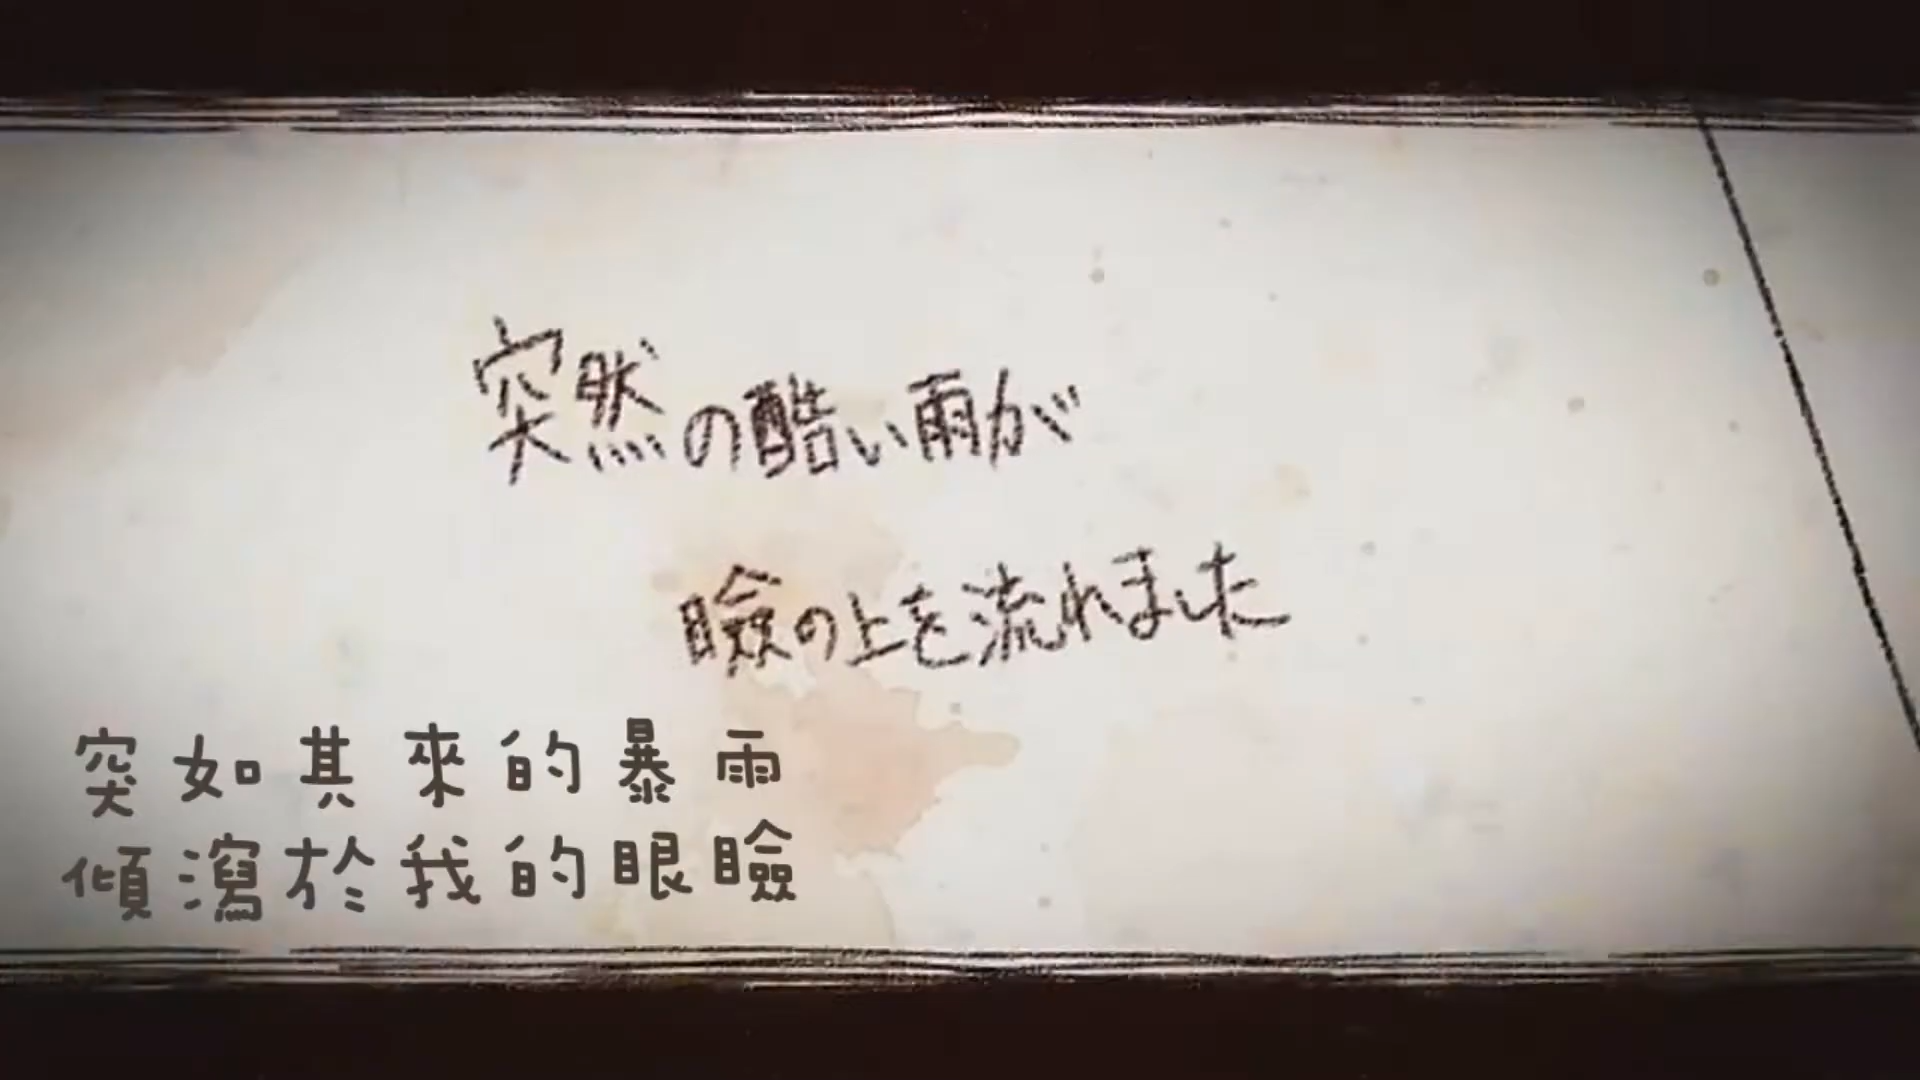 突然の酷い雨が
瞼の上を流れました
突如其來的暴雨
傾瀉於我的眼瞼